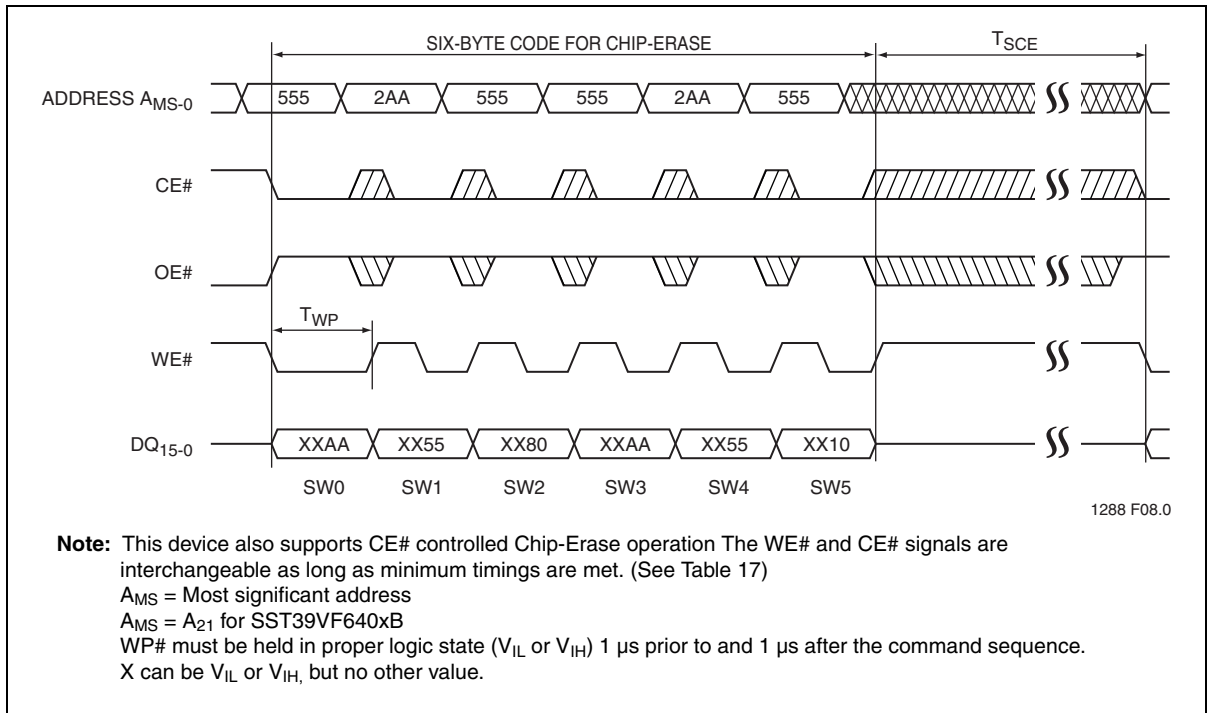 SIX-BYTE CODE FOR CHIP-ERASE TSCE
ADDRESS AMS-0 555 2AA 555 555 2AA 555
CE#
OE#
TWP
WE#
DQ15-0 XXAA XX55 XX80 XXAA XX55 XX10
SW0 SW1 SW2 SW3 SW4 SW5
1288 F08.0
Note: This device also supports CE# controlled Chip-Erase operation The WE# and CE# signals are
interchangeable as long as minimum timings are met. (See Table 17)
AMS = Most significant address
AMS = A21 for SST39VF640xB
WP# must be held in proper logic state (VIL or VIH) 1 µs prior to and 1 µs after the command sequence.
X can be VIL or VIH, but no other value.